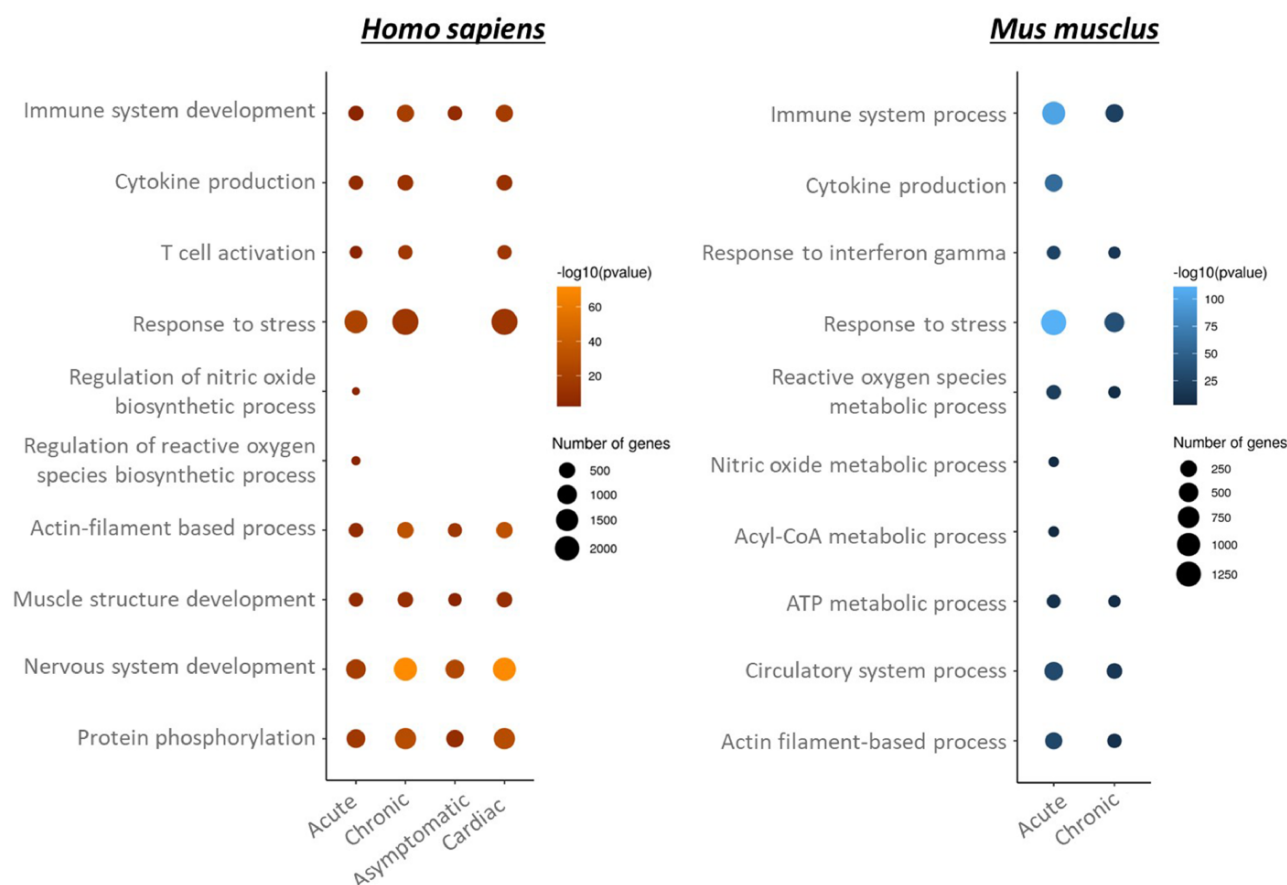 Homo sapiens
Immune system development
Cytokine production
T cell activation
Response to stress
Regulation of nitric oxide
biosynthetic process
Regulation of reactive oxygen
species biosynthetic process
Actin-filament based process
Muscle structure development
Nervous system development
Protein phosphorylation
Acute
Chronic
Asymptomatic
Cardiac
-log10(pvalue)
60
40
20
Number of genes
500
1000
1500
2000
Mus musclus
Immune system process
Cytokine production
Response to interferon gamma
Response to stress
Reactive oxygen species
metabolic process
Nitric oxide metabolic process
Acyl-CoA metabolic process
ATP metabolic process
Circulatory system process
Actin filament-based process
Acute
Chronic
-log10(pvalue)
100
75
50
25
Number of genes
250
500
750
1000
1250